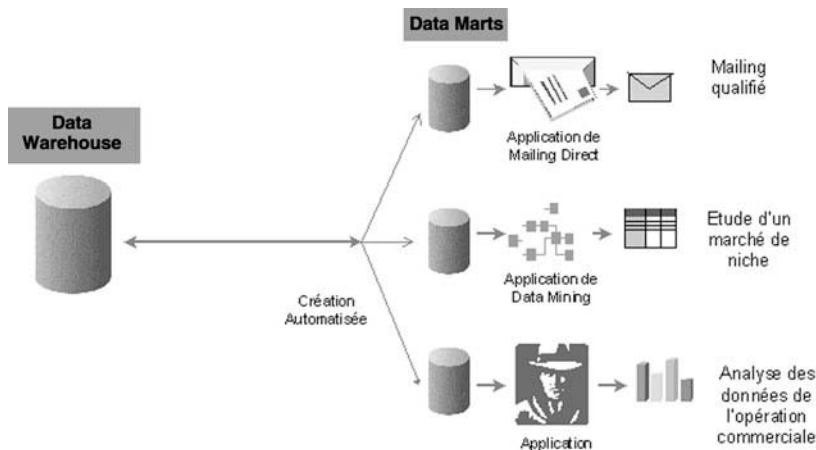 Data Marts
Data
Warehouse
Mailing
qualifié
Application de
Mailing Direct
Etude d'un
marché de
niche
Application de
Data Mining
Création
Automatisée
Analyse des
données de
l'opération
commerciale
Application